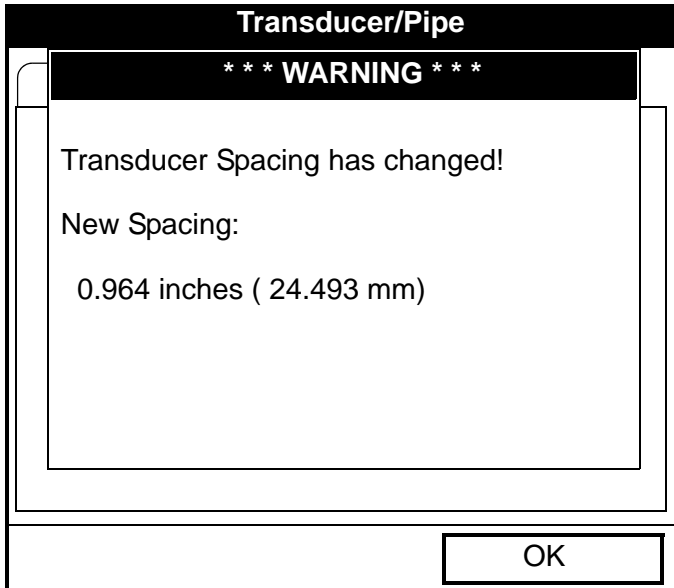 Transducer/Pipe
* * * WARNING * * *
Transducer Spacing has changed!
New Spacing:
0.964 inches ( 24.493 mm)
OK